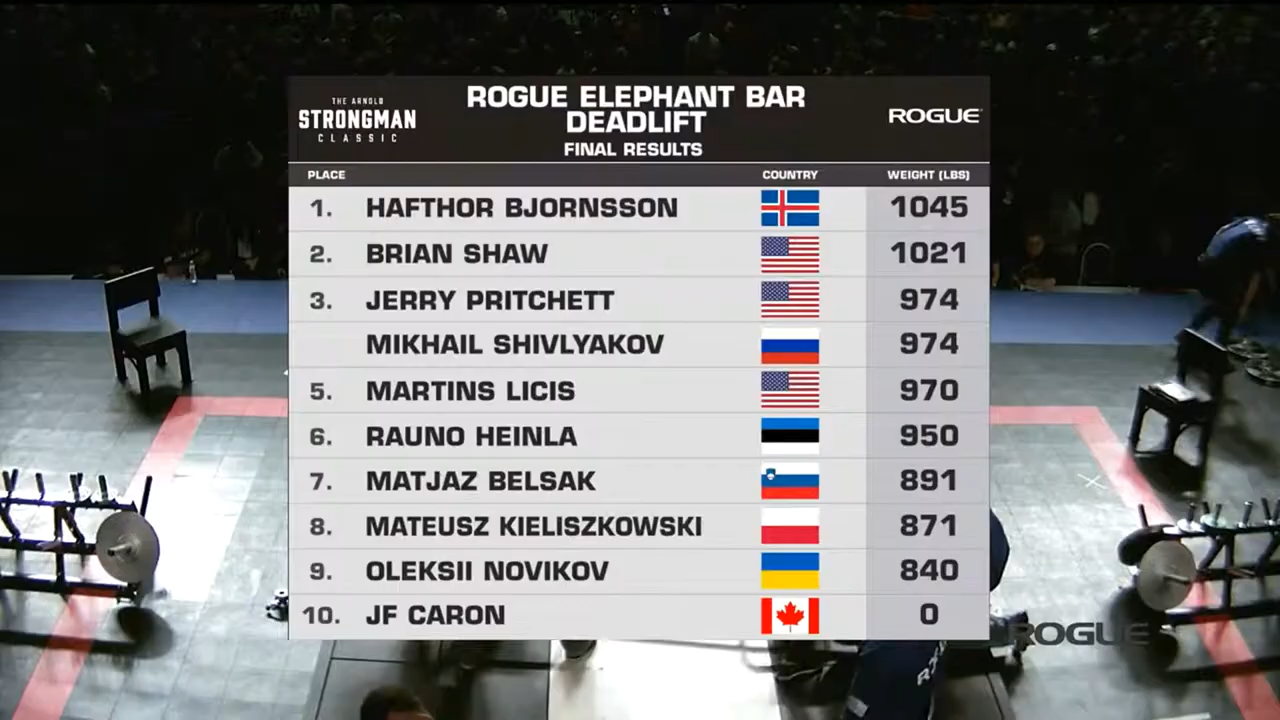 THE ARNOLD
STRONGMAN
CLASSIC
ROGUE ELEPHANT BAR
DEADLIFT
FINAL RESULTS
ROGUE
PLACE COUNTRY WEIGHT (LBS)
1. HAFTHOR BJORNSSON 1045
2. BRIAN SHAW 1021
3. JERRY PRITCHETT 974
MIKHAIL SHIVLYAKOV 974
5. MARTINS LICIS 970
6. RAUNO HEINLA 950
7. MATJAZ BELSAK 891
8. MATEUSZ KIELISZKOWSKI 871
9. OLEKSII NOVIKOV 840
10. JF CARON 0
ROGUE